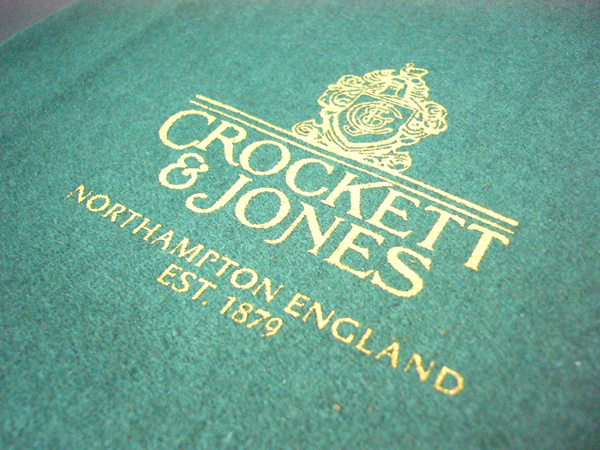 CROCKETT
& JONES
NORTHAMPTON ENGLAND
EST. 1879